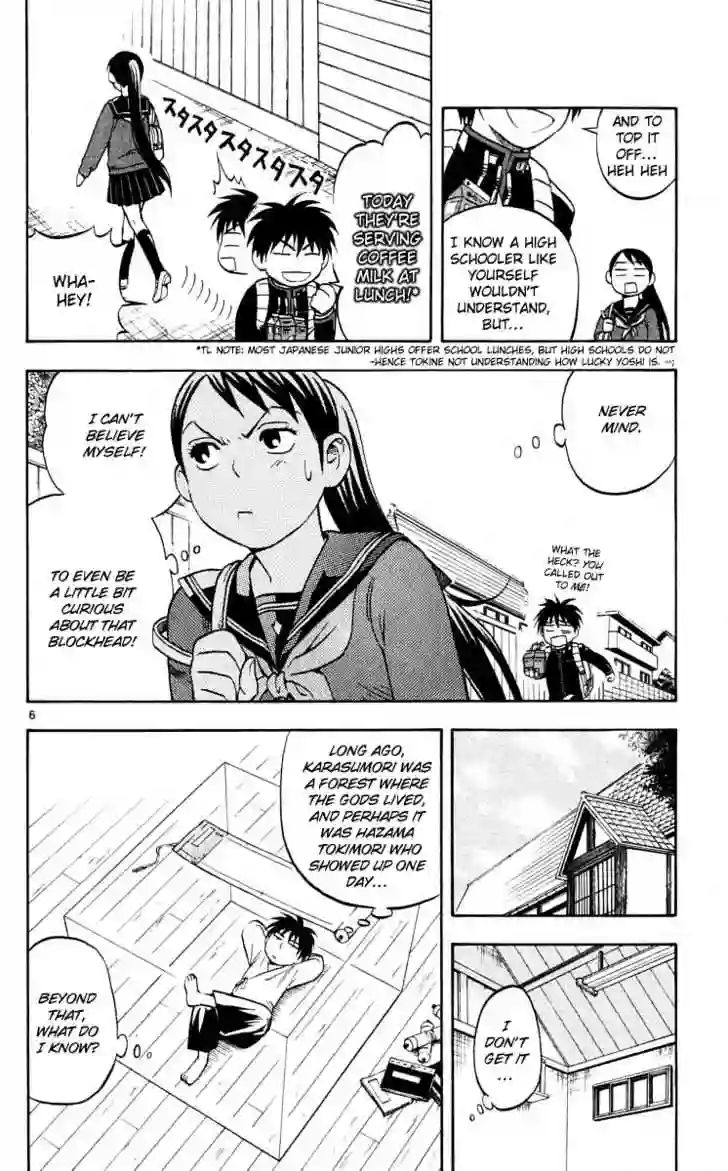 AND TO
TOP IT
OFF...
HEH HEH
I KNOW A HIGH
SCHOOLER LIKE
YOURSELF
WOULDN'T
UNDERSTAND,
BUT...
TODAY
THEY'RE
SERVING
COFFEE
MILK AT
LUNCH!*
スタスタスタスタスタ
WHA-
HEY!
*TL NOTE: MOST JAPANESE JUNIOR HIGHS OFFER SCHOOL LUNCHES, BUT HIGH SCHOOLS DO NOT
-HENCE TOKINE NOT UNDERSTANDING HOW LUCKY YOSHI IS.
NEVER
MIND.
WHAT THE
HECK? YOU
CALLED OUT
TO ME!
I CAN'T
BELIEVE
MYSELF!
TO EVEN BE
A LITTLE BIT
CURIOUS
ABOUT THAT
BLOCKHEAD!
6
I
DON'T
GET IT
...
LONG AGO,
KARASUMORI WAS
A FOREST WHERE
THE GODS LIVED,
AND PERHAPS IT
WAS HAZAMA
TOKIMORI WHO
SHOWED UP ONE
DAY...
BEYOND
THAT,
WHAT DO
I KNOW?